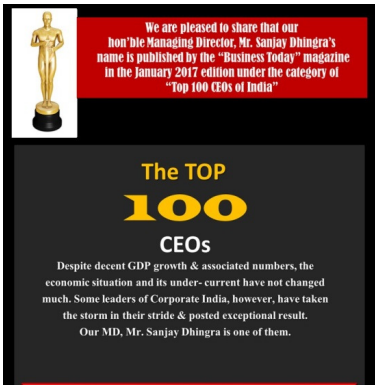 We are pleased to share that our
hon'ble Managing Director, Mr. Sanjay Dhingra's
name is published by the "Business Today" magazine
in the January 2017 edition under the category of
"Top 100 CEOs of India"
The TOP
100
CEOs
Despite decent GDP growth & associated numbers, the
economic situation and its under- current have not changed
much. Some leaders of Corporate India, however, have taken
the storm in their stride & posted exceptional result.
Our MD, Mr. Sanjay Dhingra is one of them.